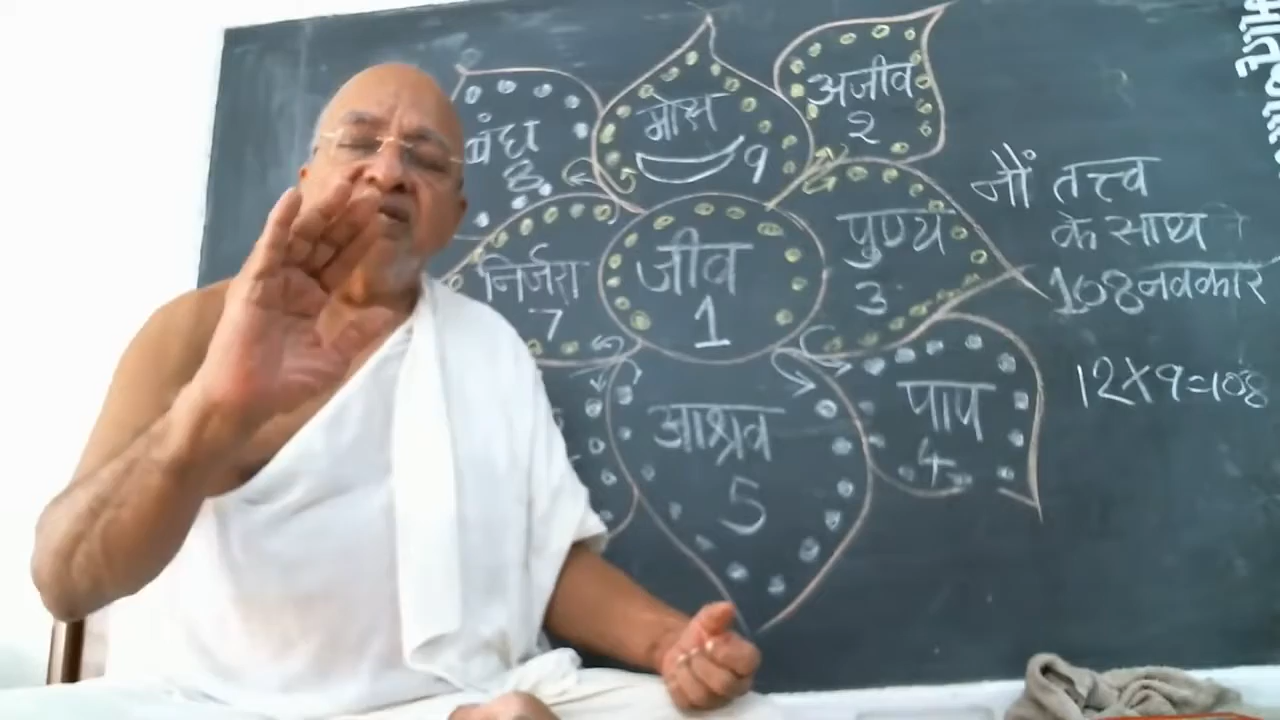 बंध
8
मोक्ष
9
अजीव
2
निर्जरा
7
जीव
1
पुण्य
3
पाप
4
आश्रव
5
नौं तत्त्व
के साथ
108 नवकार
12X9=108